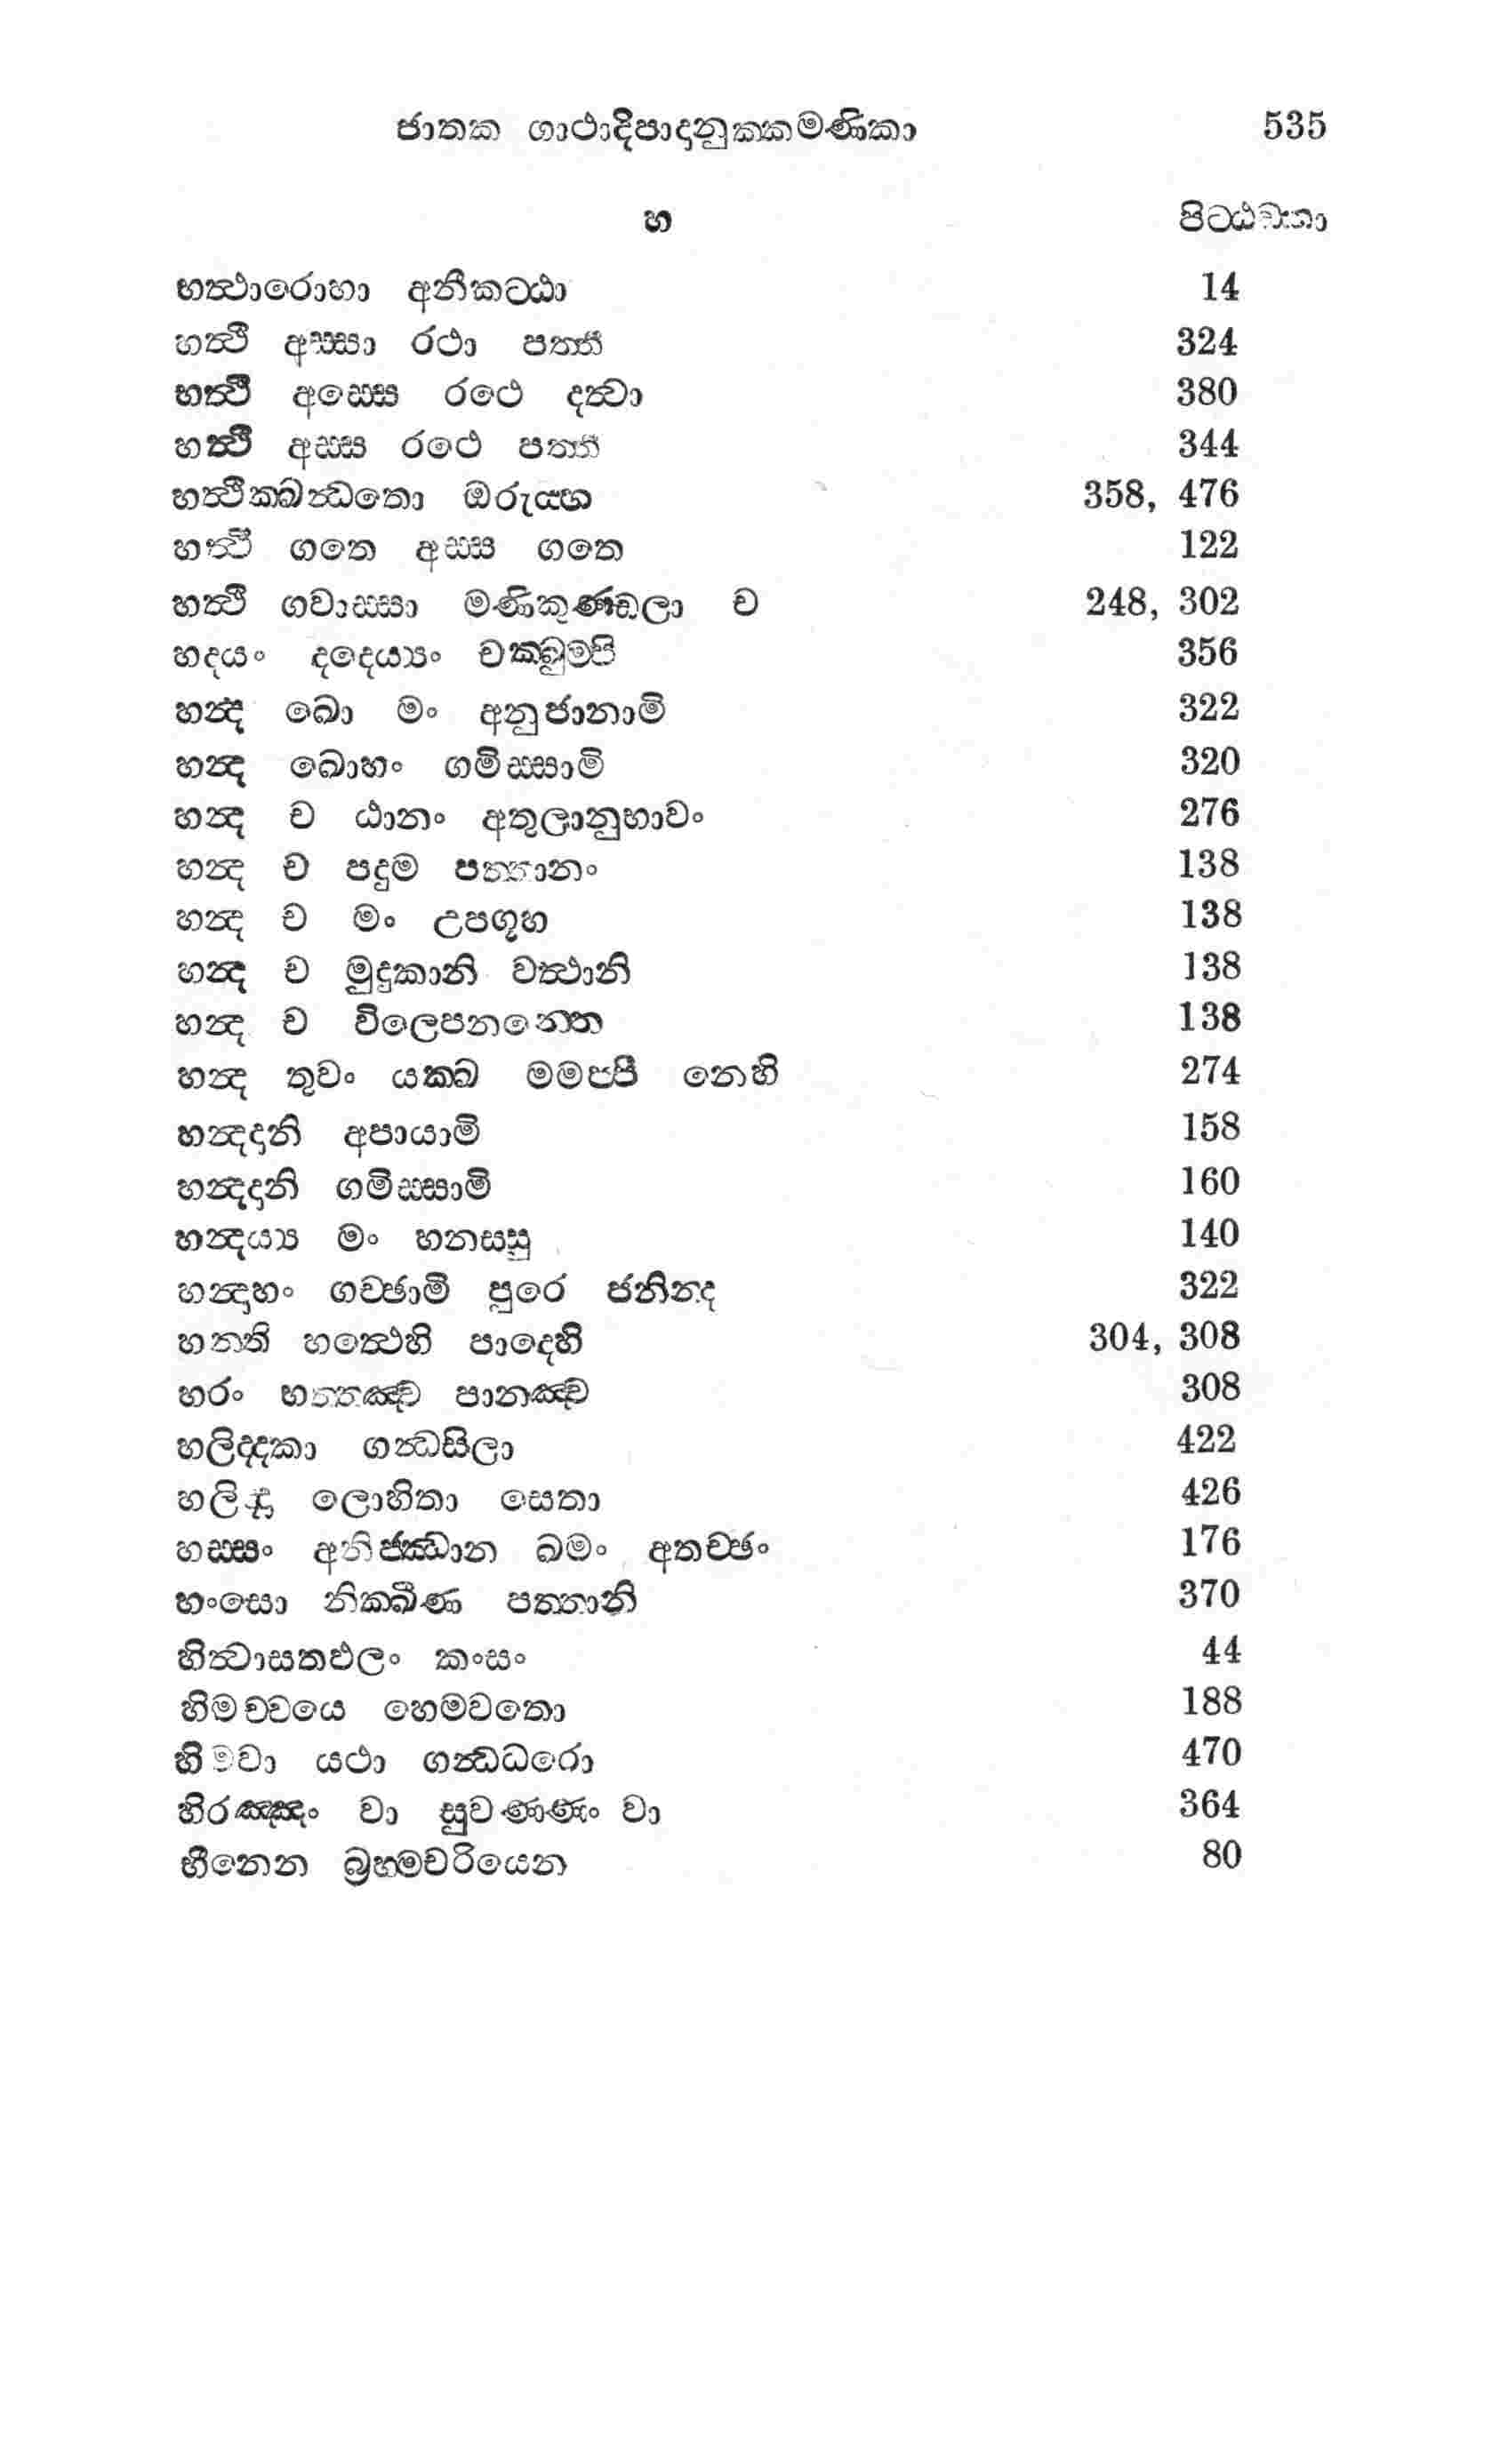 ජාතක ගාථාදිපාදානුක්කමණිකා 535
හ පිට්ඨඞ්කා
හත්ථාරොහා අනීකට්ඨා 14
හත්ථි අස්සා රථා පත්තී 324
හත්ථී අස්සෙ රථෙ දත්වා 380
හත්ථී අස්ස රථෙ පත්තී 344
හත්ථික්ඛන්ධතො ඔරුය්හ 358, 476
හත්ථි ගතෙ අස්ස ගතෙ 122
හත්ථි ගවාස්සා මණිකුණ්ඩලා ච 248, 302
හදයං දදෙය්‍යං චක්ඛුම්පි 356
හන්ද ඛො මං අනුජානාමි 322
හන්ද ඛොහං ගමිස්සාමි 320
හන්ද ච ඨානං අතුලානුභාවං 276
හන්ද ච පදුම පත්තානං 138
හන්ද ච මං උපගූහ 138
හන්ද ච මුදුකානි වත්ථානි 138
හන්ද ච විලෙපනන්තෙ 138
හන්ද තුවං යක්ඛ මමප්පි නෙහි 274
හන්දදානි අපායාමි 158
හන්දදානි ගමිස්සාමි 160
හන්දය්‍ය මං හනස්සු 140
හන්දාහං ගච්ඡාමි පුරෙ ජනින්ද 322
හන්ති හත්ථෙහි පාදෙහි 304, 308
හරං භත්තඤ්ච පානඤ්ච 308
හලිද්දකා ගන්ධසිලා 422
හලිද්දා ලොහිතා සෙතා 426
හස්සං අනිජ්ඣාන ඛමං අතච්ඡං 176
හංසො නික්ඛීණ පත්තානි 370
හිත්වාසතඵලං කංසං 44
හිමච්චයෙ හෙමවතො 188
හිමවා යථා ගන්ධධරො 470
හිරඤ්ඤං වා සුවණ්ණං වා 364
හීනෙන බ්‍රහ්මචරියෙන 80